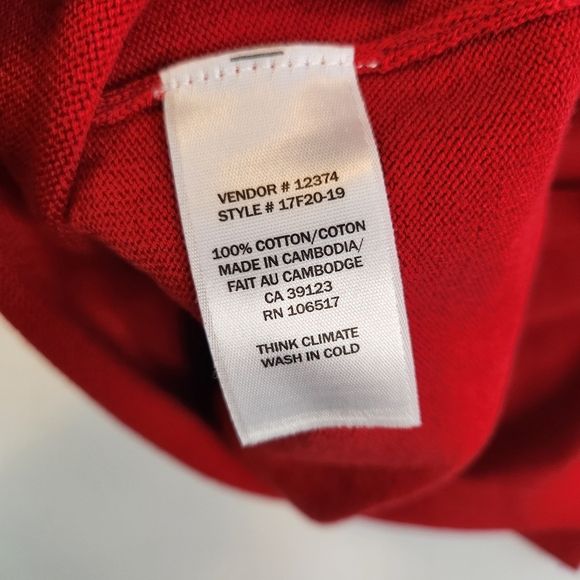 VENDOR # 12374
STYLE # 17F20-19
100% COTTON/COTON
MADE IN CAMBODIA/
FAIT AU CAMBODGE
CA 39123
RN 106517
THINK CLIMATE
WASH IN COLD